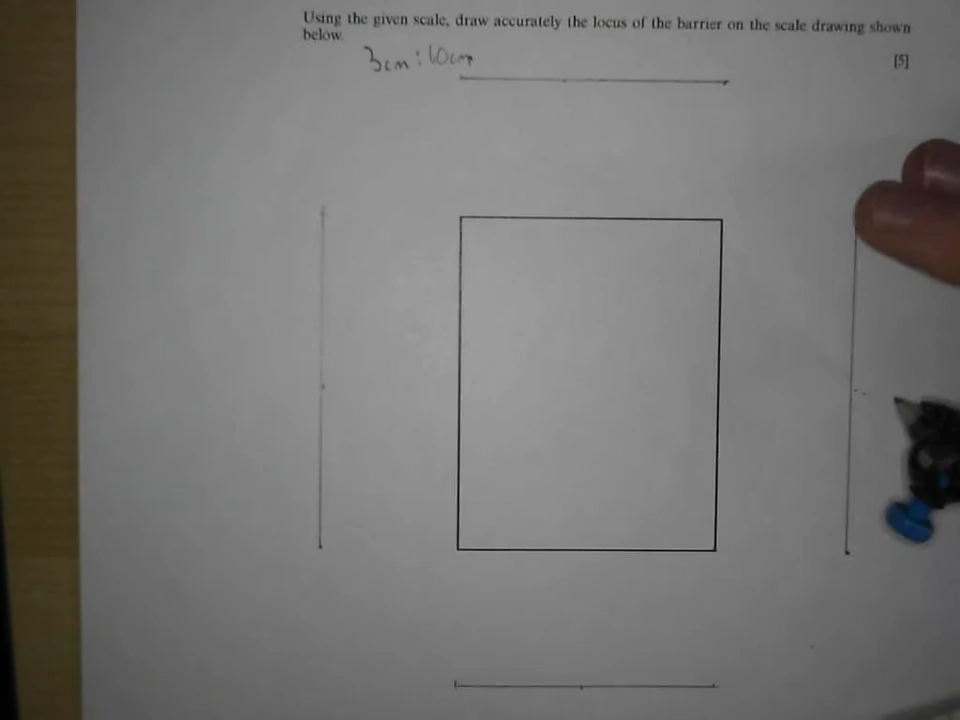 Using the given scale, draw accurately the locus of the barrier on the scale drawing shown
below.
3cm : 10cm
[5]